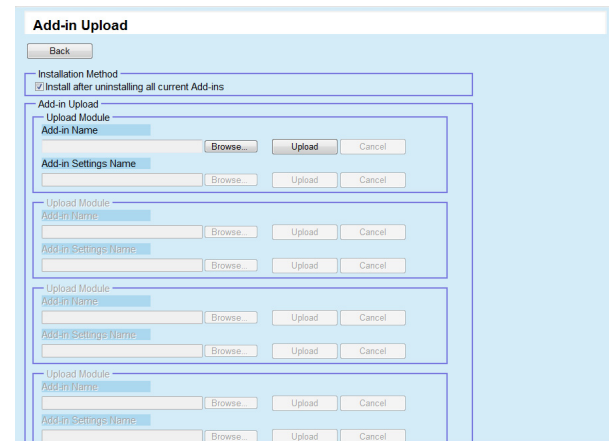 Add-in Upload
Back
Installation Method
Install after uninstalling all current Add-ins
Add-in Upload
Upload Module
Add-in Name
Browse... Upload Cancel
Add-in Settings Name
Browse... Upload Cancel
Upload Module
Add-in Name
Browse... Upload Cancel
Add-in Settings Name
Browse... Upload Cancel
Upload Module
Add-in Name
Browse... Upload Cancel
Add-in Settings Name
Browse... Upload Cancel
Upload Module
Add-in Name
Browse... Upload Cancel
Add-in Settings Name
Browse... Upload Cancel